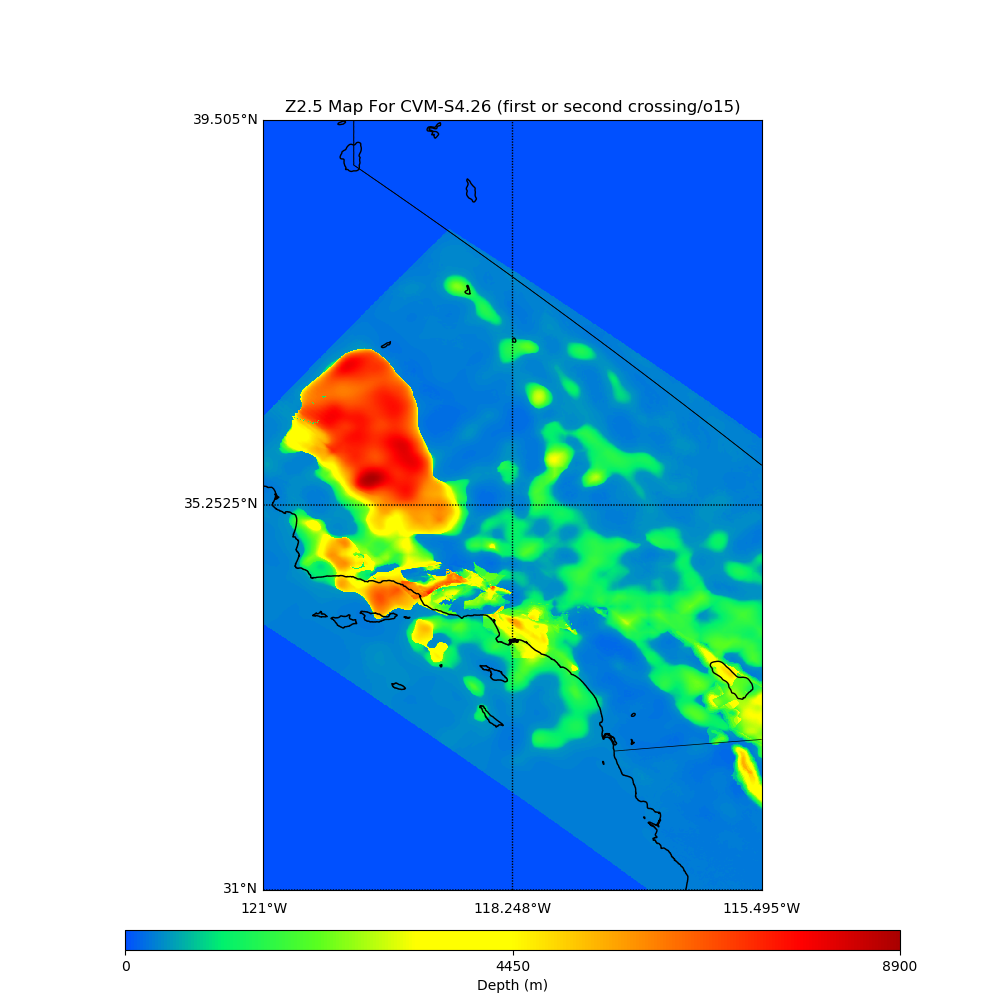 Z2.5 Map For CVM-S4.26 (first or second crossing/o15)
39.505°N
35.2525°N
31°N
121°W 118.248°W 115.495°W
0 4450 8900
Depth (m)